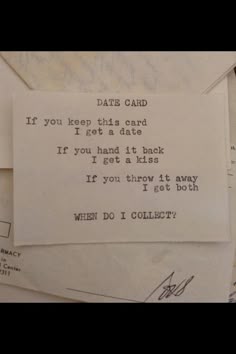 DATE CARD
If you keep this card
I get a date
If you hand it back
I get a kiss
If you throw it away
I got both
WHEN DO I COLLECT?